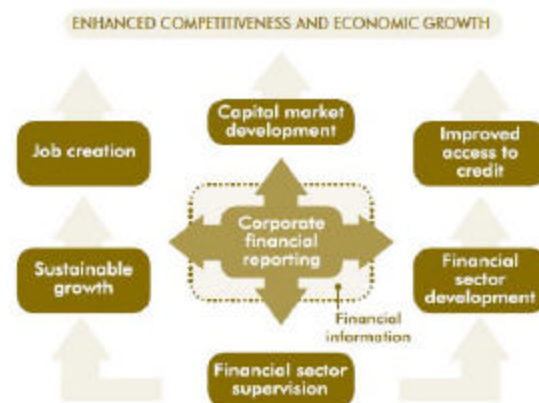 ENHANCED COMPETITIVENESS AND ECONOMIC GROWTH
Capital market
development
Job creation
Improved
access to
credit
Corporate
financial
reporting
Sustainable
growth
Financial
sector
development
Financial
information
Financial sector
supervision